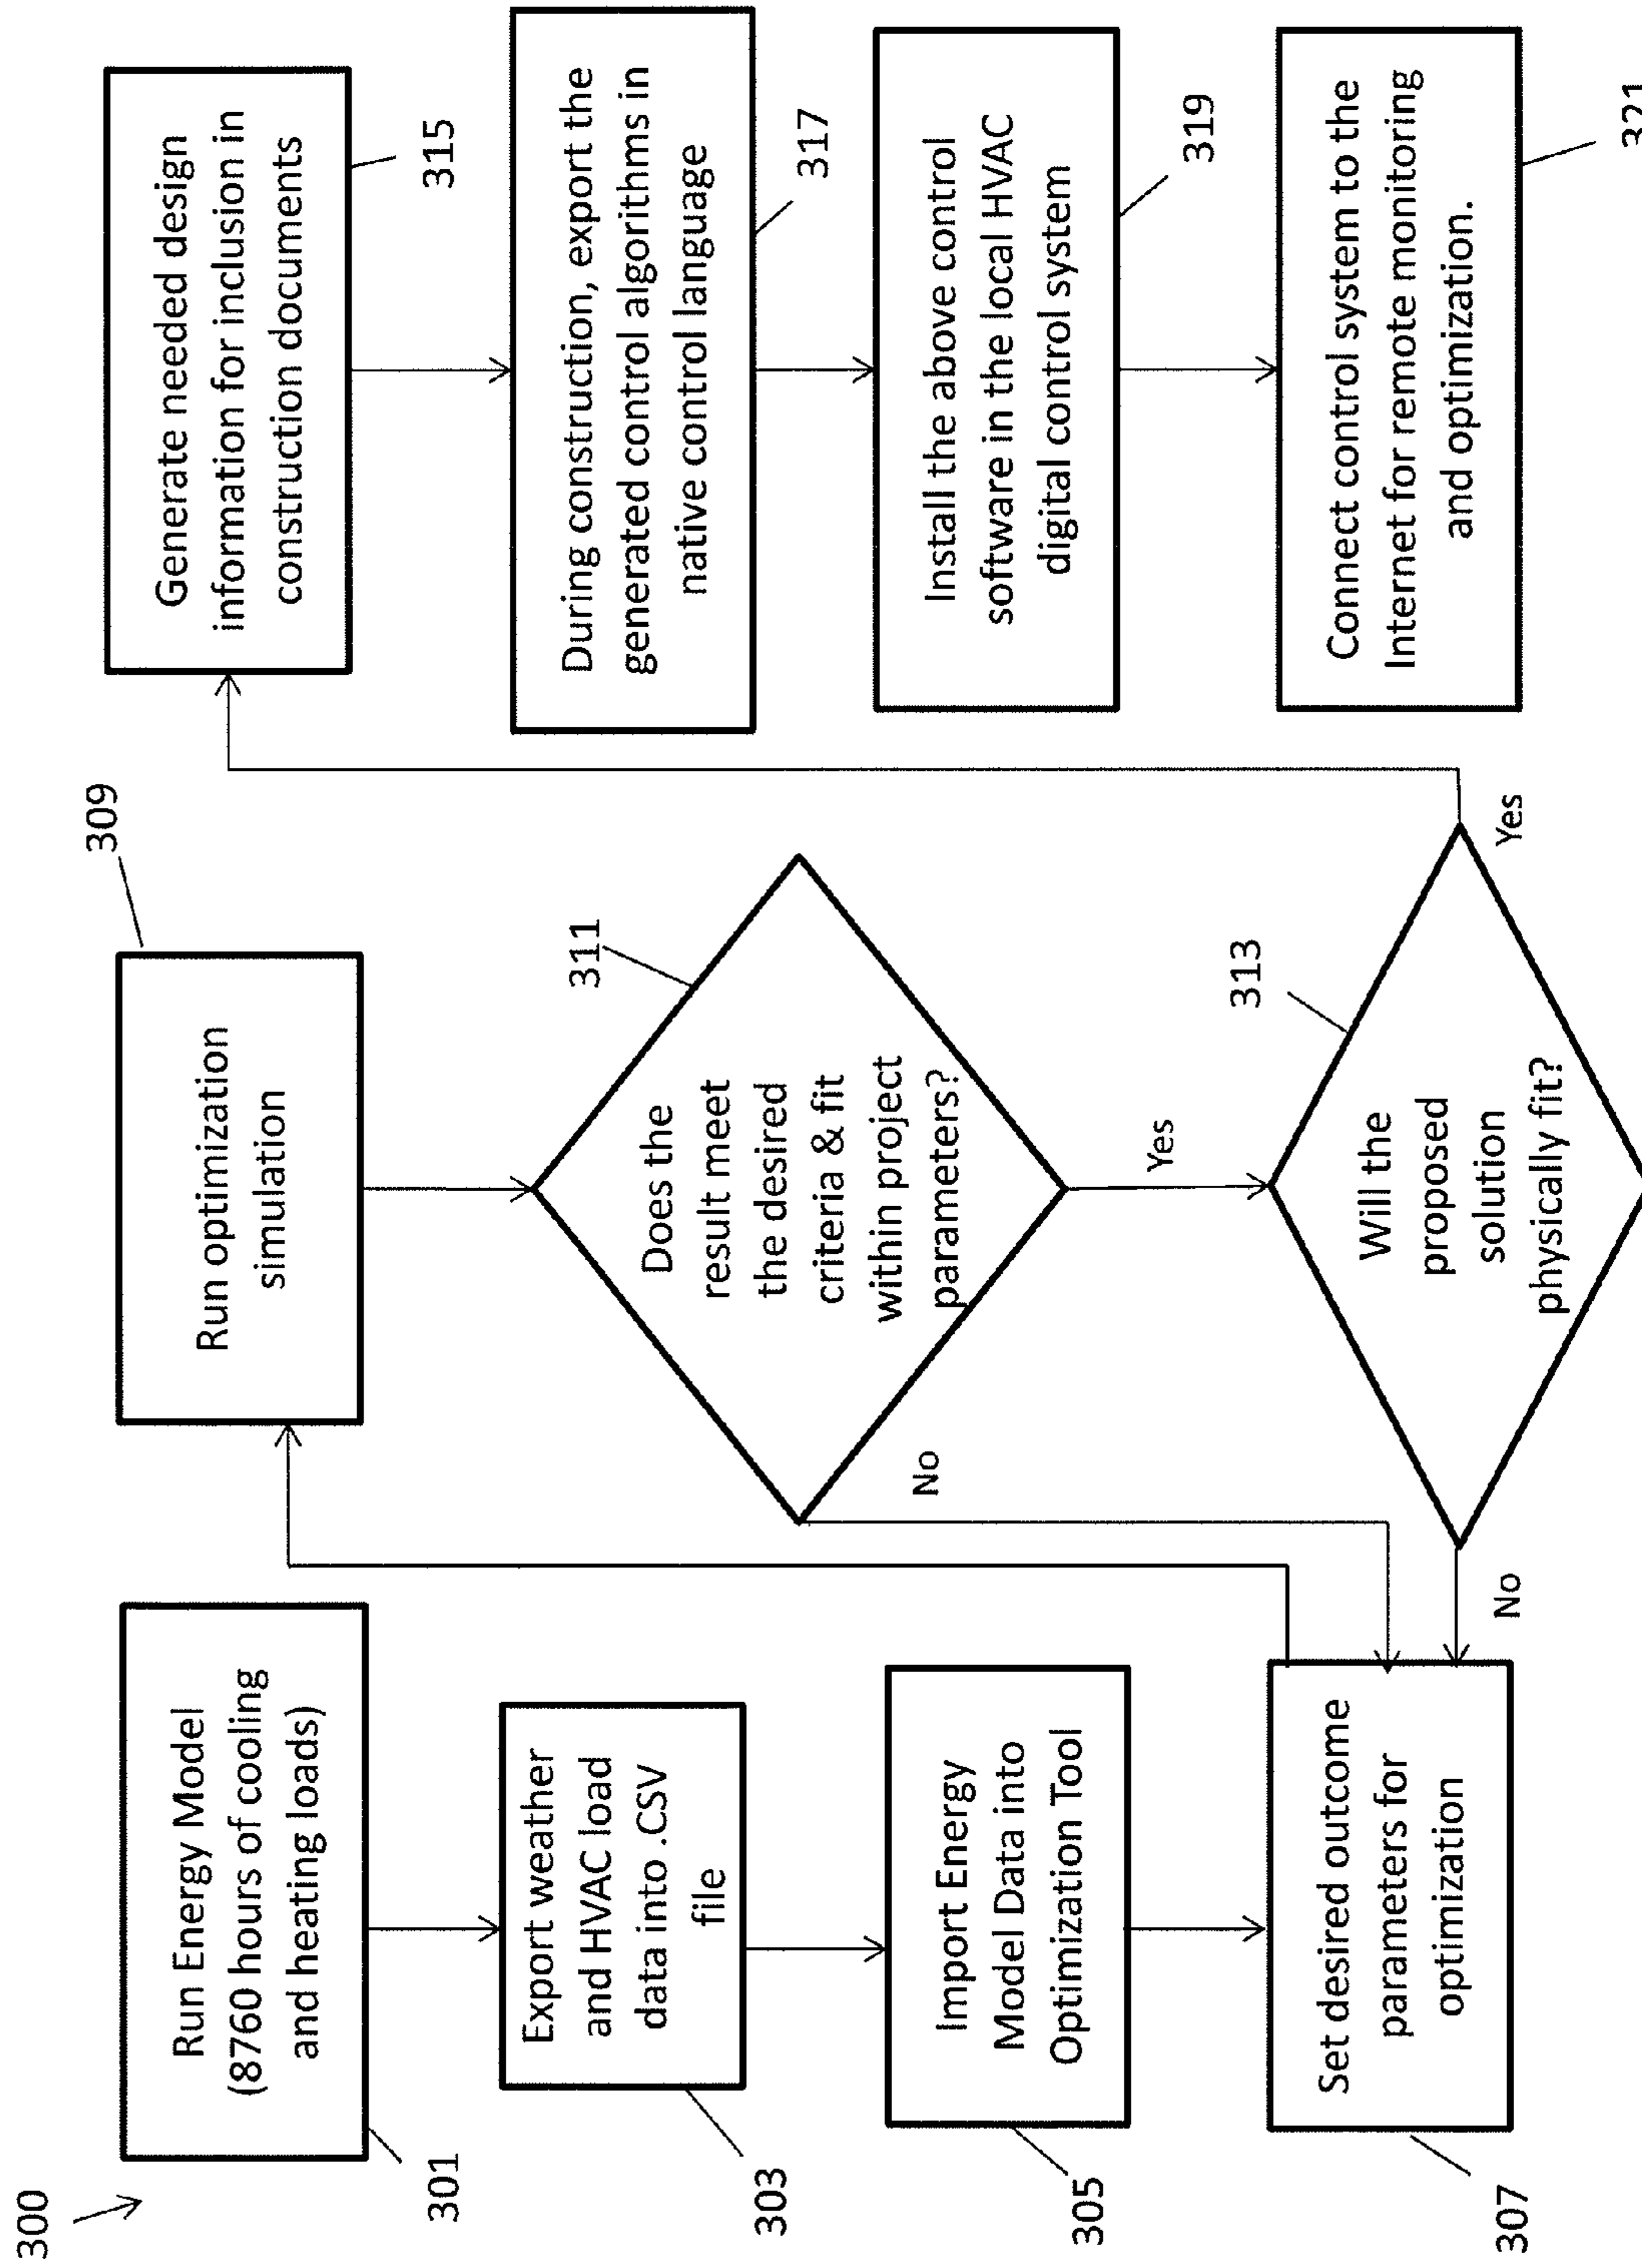 300
Run Energy Model
(8760 hours of cooling
and heating loads)
301
Export weather
and HVAC load
data into .CSV
file
303
Import Energy
Model Data into
Optimization Tool
305
Set desired outcome
parameters for
optimization
307
Run optimization
simulation
309
Does the
result meet
the desired
criteria & fit
within project
parameters?
311
No
Yes
Will the
proposed
solution
physically fit?
313
No
Yes
Generate needed design
information for inclusion in
construction documents
315
During construction, export the
generated control algorithms in
native control language
317
Install the above control
software in the local HVAC
digital control system
319
Connect control system to the
Internet for remote monitoring
and optimization.
321